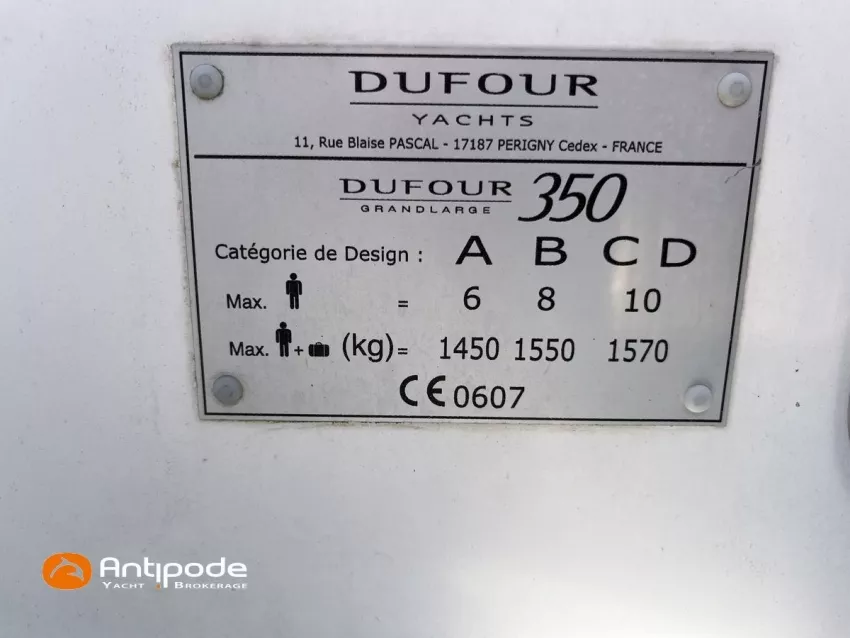 DUFOUR
YACHTS
11, Rue Blaise PASCAL - 17187 PERIGNY Cedex - FRANCE
DUFOUR 350
GRANDLARGE
Catégorie de Design : A B C D
Max. = 6 8 10
Max. + (kg)= 1450 1550 1570
CE 0607
Antipode
YACHT BROKERAGE